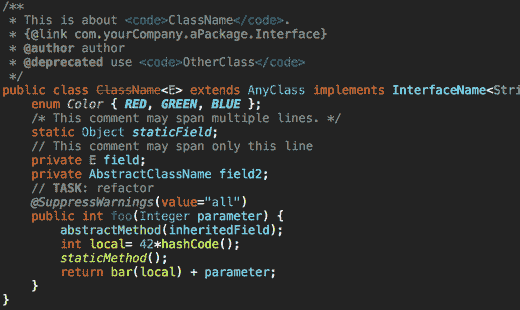 /**
 * This is about <code>ClassName</code>.
 * {@link com.yourCompany.aPackage.Interface}
 * @author author
 * @deprecated use <code>OtherClass</code>
 */
public class ClassName<E> extends AnyClass implements InterfaceName<Stri
    enum Color { RED, GREEN, BLUE };
    /* This comment may span multiple lines. */
    static Object staticField;
    // This comment may span only this line
    private E field;
    private AbstractClassName field2;
    // TASK: refactor
    @SuppressWarnings(value="all")
    public int foo(Integer parameter) {
        abstractMethod(inheritedField);
        int local= 42*hashCode();
        staticMethod();
        return bar(local) + parameter;
    }
}